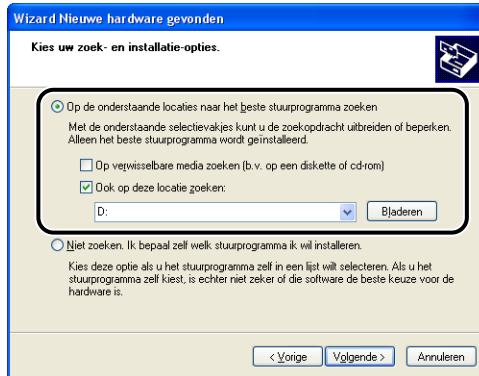 Wizard Nieuwe hardware gevonden
Kies uw zoek- en installatie-opties.
Op de onderstaande locaties naar het beste stuurprogramma zoeken
Met de onderstaande selectievakjes kunt u de zoekopdracht uitbreiden of beperken.
Alleen het beste stuurprogramma wordt geïnstalleerd.
Op verwisselbare media zoeken (b.v. op een diskette of cd-rom)
Ook op deze locatie zoeken:
D:
Bladeren
Niet zoeken. Ik bepaal zelf welk stuurprogramma ik wil installeren.
Kies deze optie als u het stuurprogramma zelf in een lijst wilt selecteren. Als u het
stuurprogramma zelf kiest, is echter niet zeker of die software de beste keuze voor de
hardware is.
< Vorige
Volgende >
Annuleren